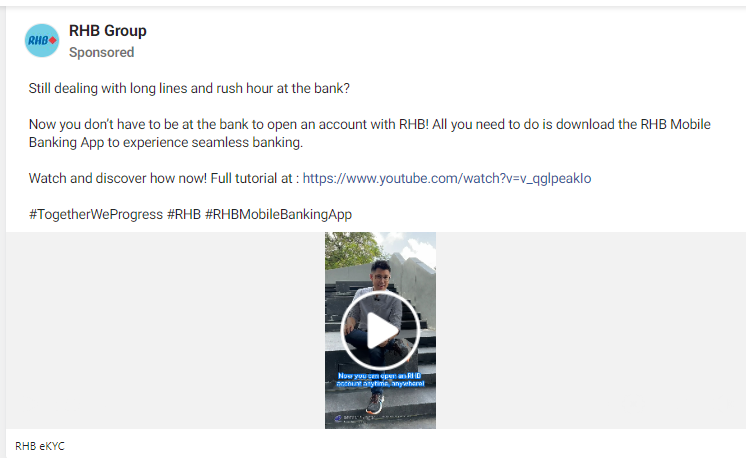 RHB
RHB Group
Sponsored
Still dealing with long lines and rush hour at the bank?
Now you don't have to be at the bank to open an account with RHB! All you need to do is download the RHB Mobile
Banking App to experience seamless banking.
Watch and discover how now! Full tutorial at : https://www.youtube.com/watch?v=v_qglpeaklo
#TogetherWeProgress #RHB #RHBMobileBankingApp
Now you can open an RHB
account anytime, anywhere!
RHB eKYC